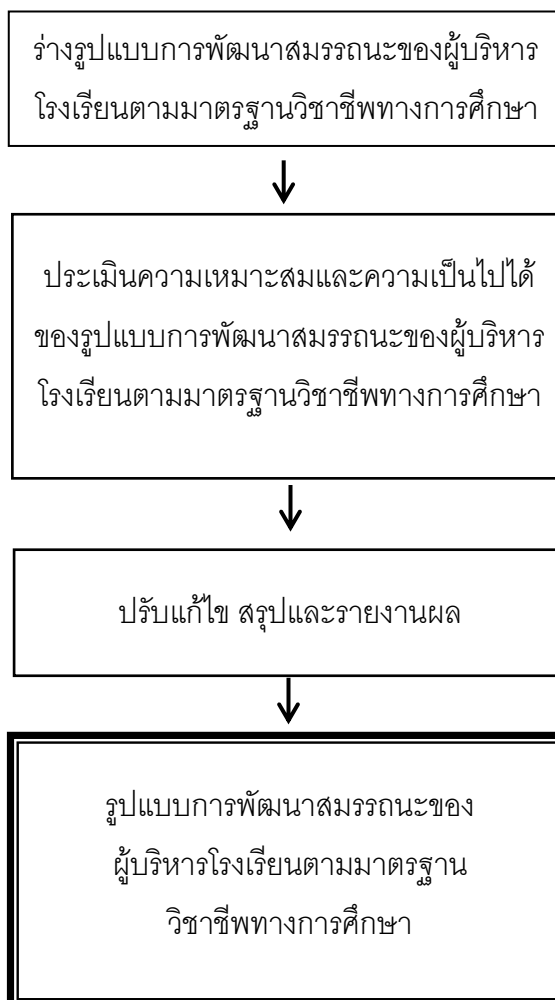 ร่างรูปแบบการพัฒนาสมรรถนะของผู้บริหาร
โรงเรียนตามมาตรฐานวิชาชีพทางการศึกษา
ประเมินความเหมาะสมและความเป็นไปได้
ของรูปแบบการพัฒนาสมรรถนะของผู้บริหาร
โรงเรียนตามมาตรฐานวิชาชีพทางการศึกษา
ปรับแก้ไข สรุปและรายงานผล
รูปแบบการพัฒนาสมรรถนะของ
ผู้บริหารโรงเรียนตามมาตรฐาน
วิชาชีพทางการศึกษา